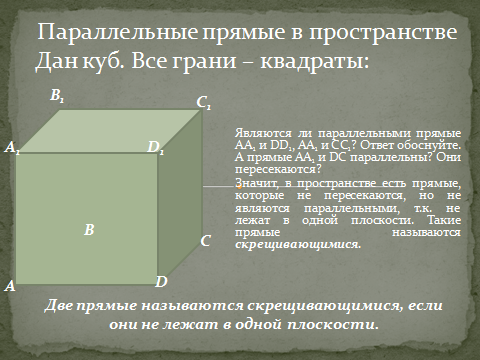 Параллельные прямые в пространстве
Дан куб. Все грани – квадраты:
B₁
C₁
A₁
D₁
B
C
A
D
Являются ли параллельными прямые
AA₁ и DD₁, AA₁ и CC₁? Ответ обоснуйте.
А прямые AA₁ и DC параллельны? Они
пересекаются?
Значит, в пространстве есть прямые,
которые не пересекаются, но не
являются параллельными, т.к. не
лежат в одной плоскости. Такие
прямые называются
скрещивающимися.
Две прямые называются скрещивающимися, если
они не лежат в одной плоскости.